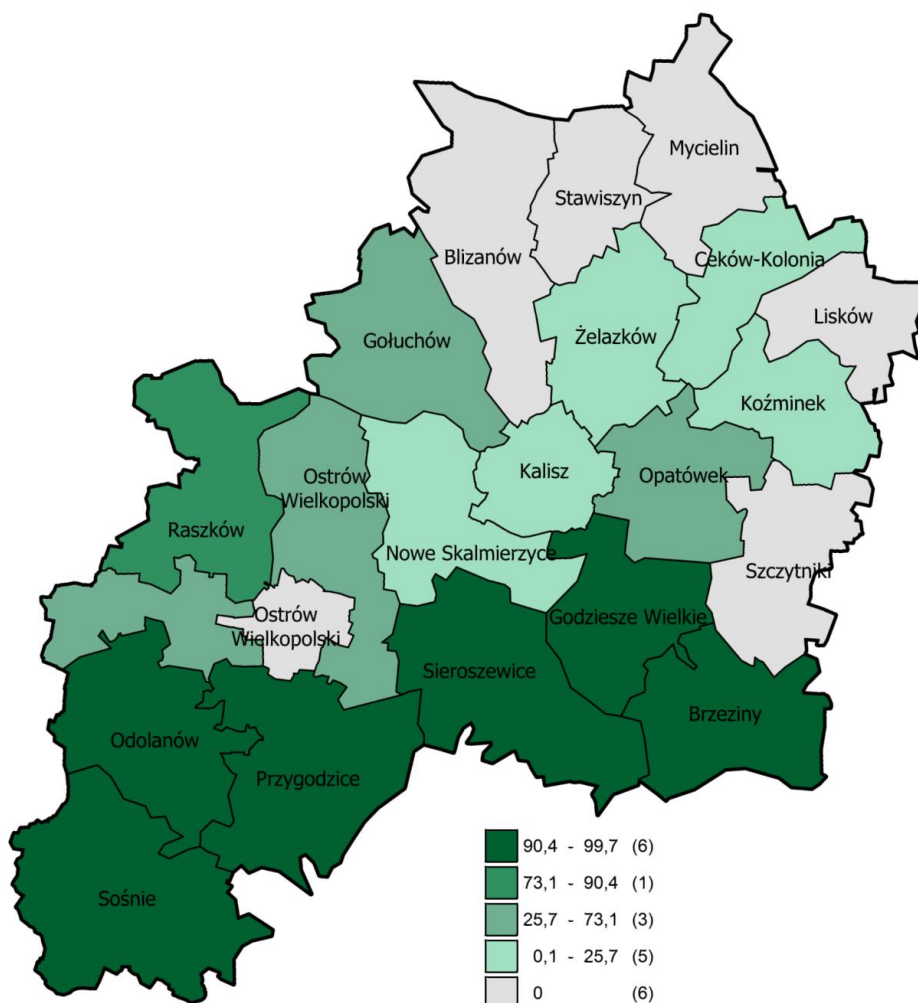 Mycielin
Stawiszyn
Blizanów
Ceków-Kolonia
Lisków
Gołuchów
Żelazków
Koźminek
Ostrów
Wielkopolski
Kalisz
Opatówek
Raszków
Nowe Skalmierzyce
Szczytniki
Ostrów
Wielkopolski
Godziesze Wielkie
Sieroszewice
Brzeziny
Odolanów
Przygodzice
Sośnie
90,4 - 99,7 (6)
73,1 - 90,4 (1)
25,7 - 73,1 (3)
0,1 - 25,7 (5)
0 (6)